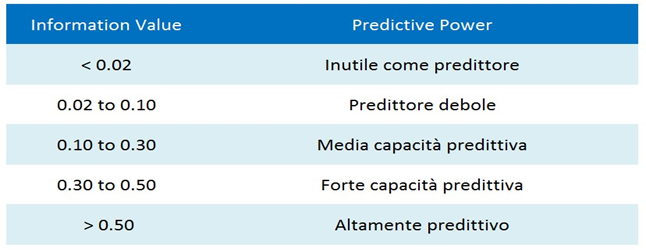 Information Value Predictive Power
< 0.02 Inutile come predittore
0.02 to 0.10 Predittore debole
0.10 to 0.30 Media capacità predittiva
0.30 to 0.50 Forte capacità predittiva
> 0.50 Altamente predittivo